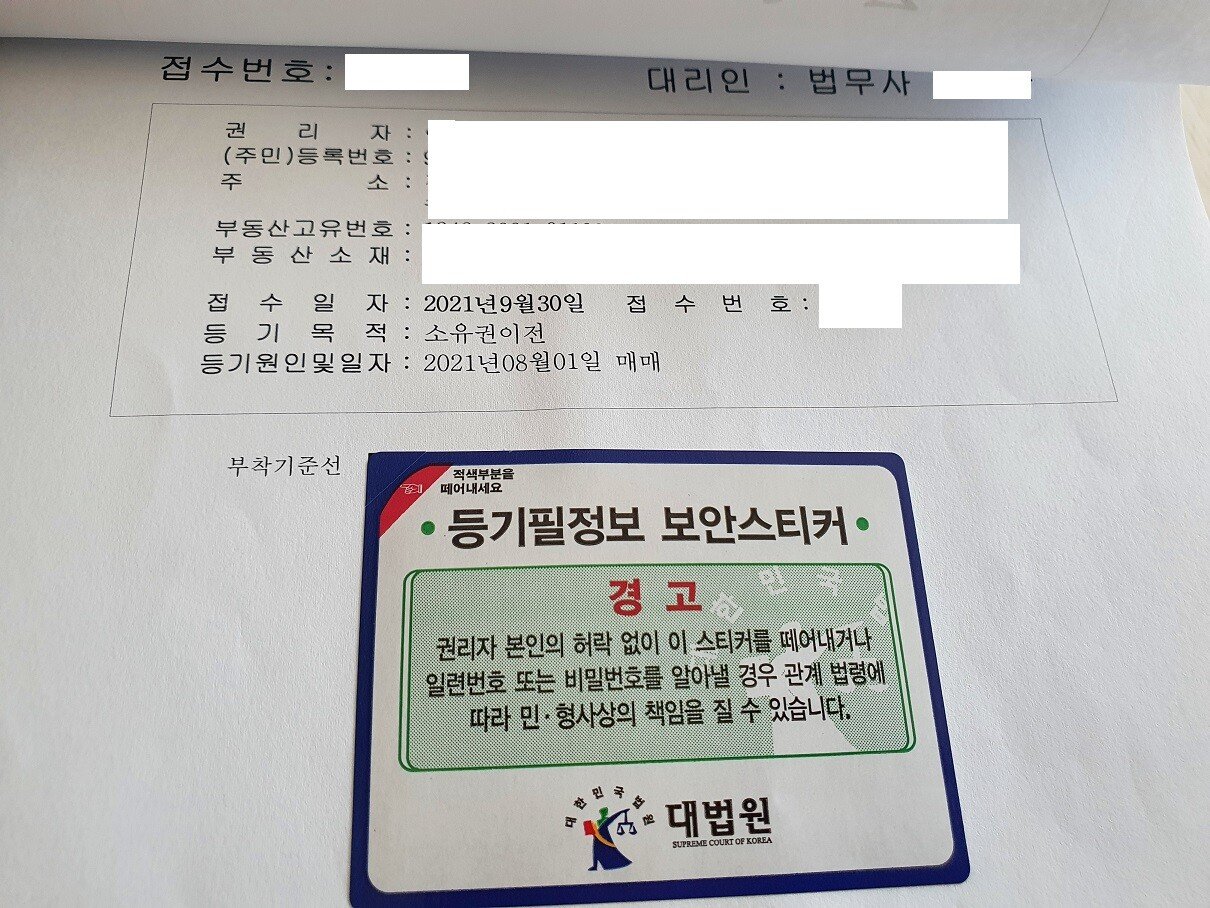 접수번호:
대리인 : 법무사
권 리 자 :
(주민)등록번호 :
주 소 :
부동산고유번호 :
부 동 산 소 재 :
접 수 일 자 : 2021년9월30일 접 수 번 호 :
등 기 목 적 : 소유권이전
등기원인및일자 : 2021년08월01일 매매
부착기준선
적색부분을
떼어내세요
• 등기필정보 보안스티커 •
경 고
권리자 본인의 허락 없이 이 스티커를 떼어내거나
일련번호 또는 비밀번호를 알아낼 경우 관계 법령에
따라 민·형사상의 책임을 질 수 있습니다.
대한민국법원
대법원
SUPREME COURT OF KOREA